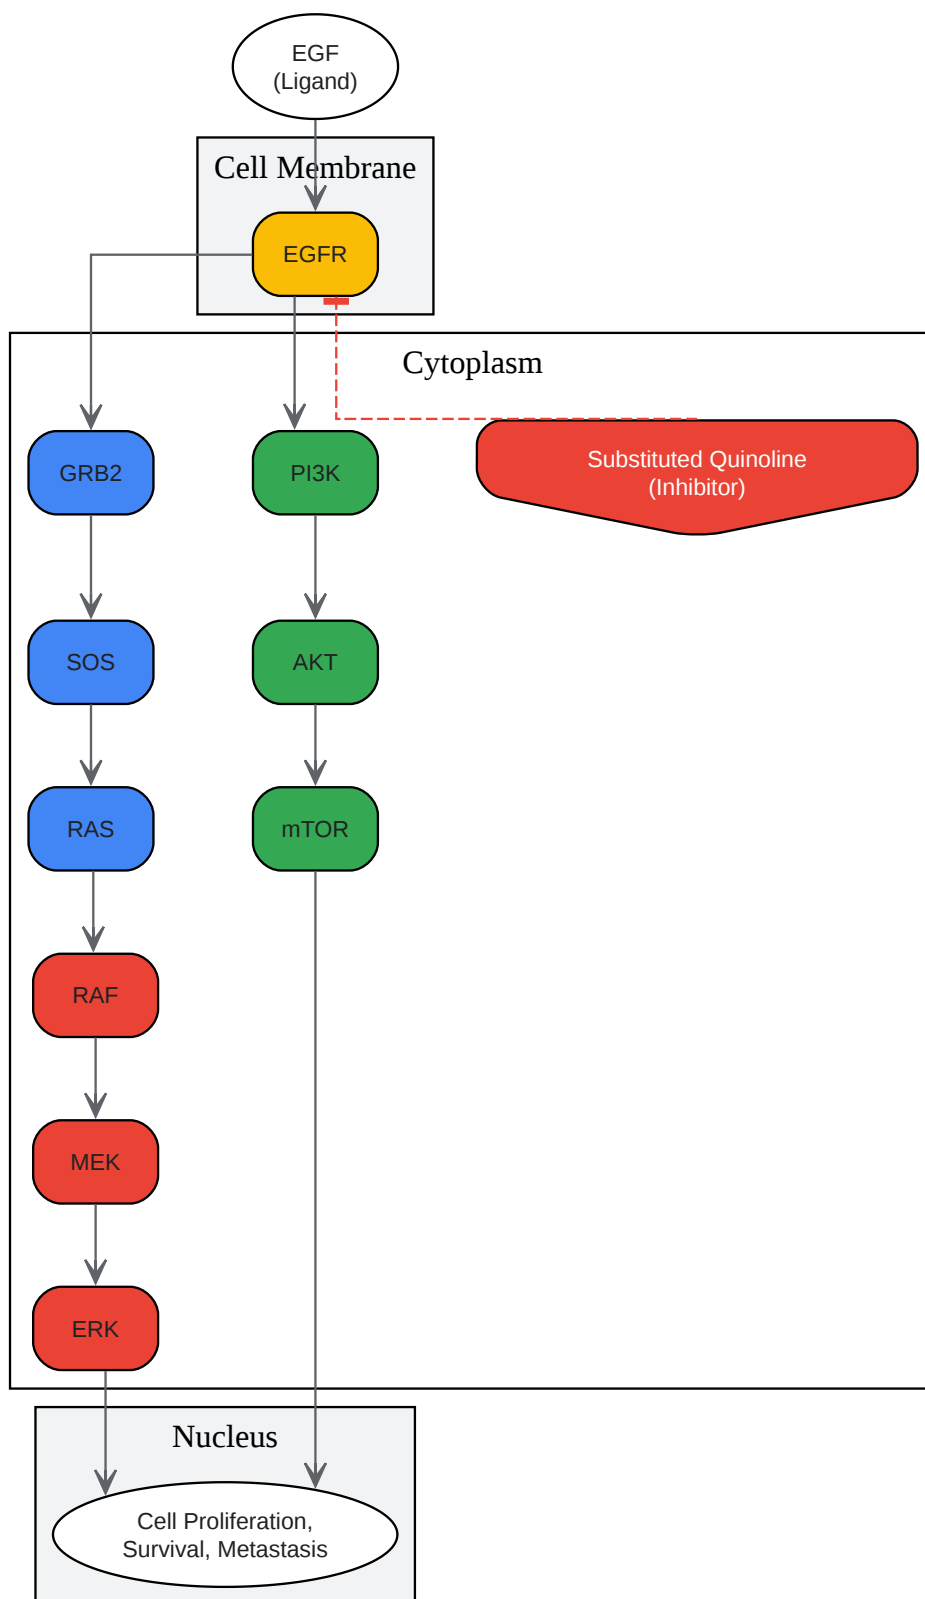 EGF
(Ligand)
Cell Membrane
EGFR
Cytoplasm
GRB2
PI3K
Substituted Quinoline
(Inhibitor)
SOS
AKT
RAS
mTOR
RAF
MEK
ERK
Nucleus
Cell Proliferation,
Survival, Metastasis